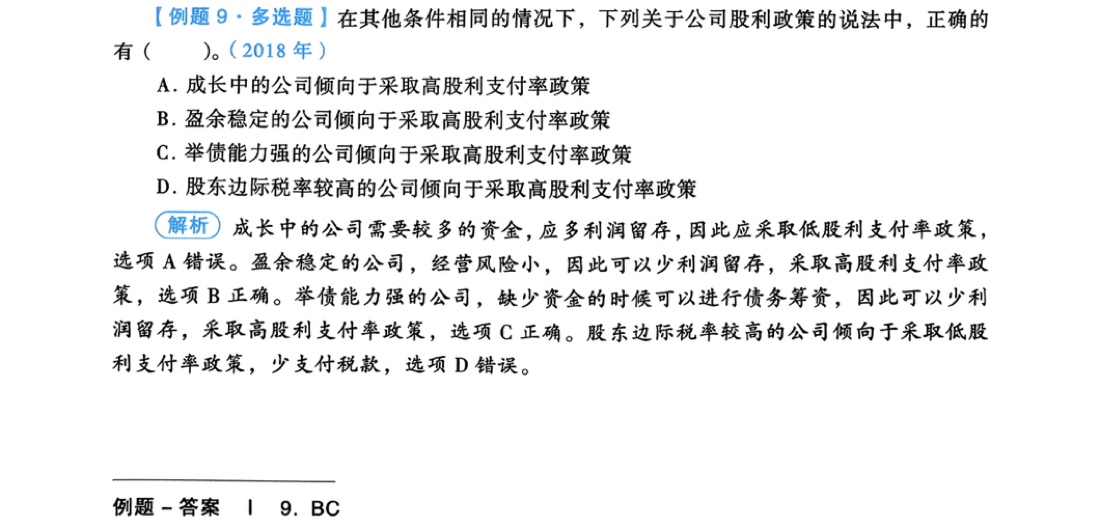 【例题9·多选题】在其他条件相同的情况下，下列关于公司股利政策的说法中，正确的
有（　　）。（2018年）
A. 成长中的公司倾向于采取高股利支付率政策
B. 盈余稳定的公司倾向于采取高股利支付率政策
C. 举债能力强的公司倾向于采取高股利支付率政策
D. 股东边际税率较高的公司倾向于采取高股利支付率政策
解析 成长中的公司需要较多的资金，应多利润留存，因此应采取低股利支付率政策，
选项 A 错误。盈余稳定的公司，经营风险小，因此可以少利润留存，采取高股利支付率政
策，选项 B 正确。举债能力强的公司，缺少资金的时候可以进行债务筹资，因此可以少利
润留存，采取高股利支付率政策，选项 C 正确。股东边际税率较高的公司倾向于采取低股
利支付率政策，少支付税款，选项 D 错误。
例题－答案 | 9. BC